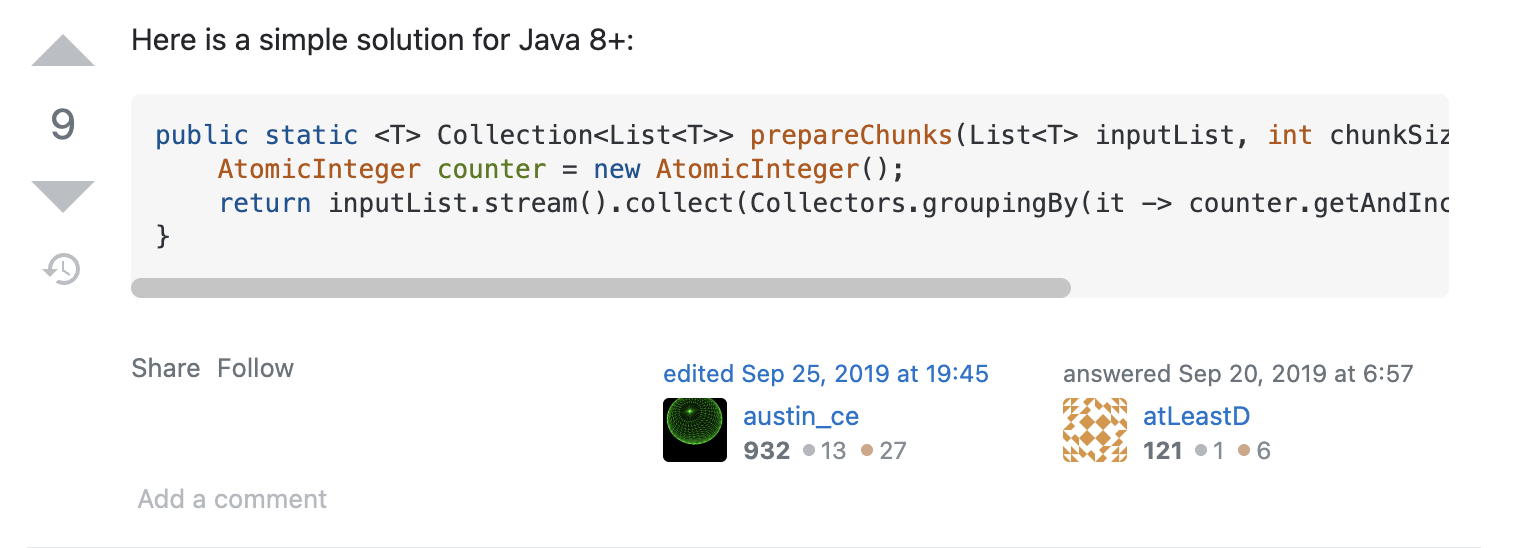 Here is a simple solution for Java 8+:
9
public static <T> Collection<List<T>> prepareChunks(List<T> inputList, int chunkSiz
    AtomicInteger counter = new AtomicInteger();
    return inputList.stream().collect(Collectors.groupingBy(it -> counter.getAndInc
}
Share Follow
edited Sep 25, 2019 at 19:45
austin_ce
932 13 27
answered Sep 20, 2019 at 6:57
atLeastD
121 1 6
Add a comment